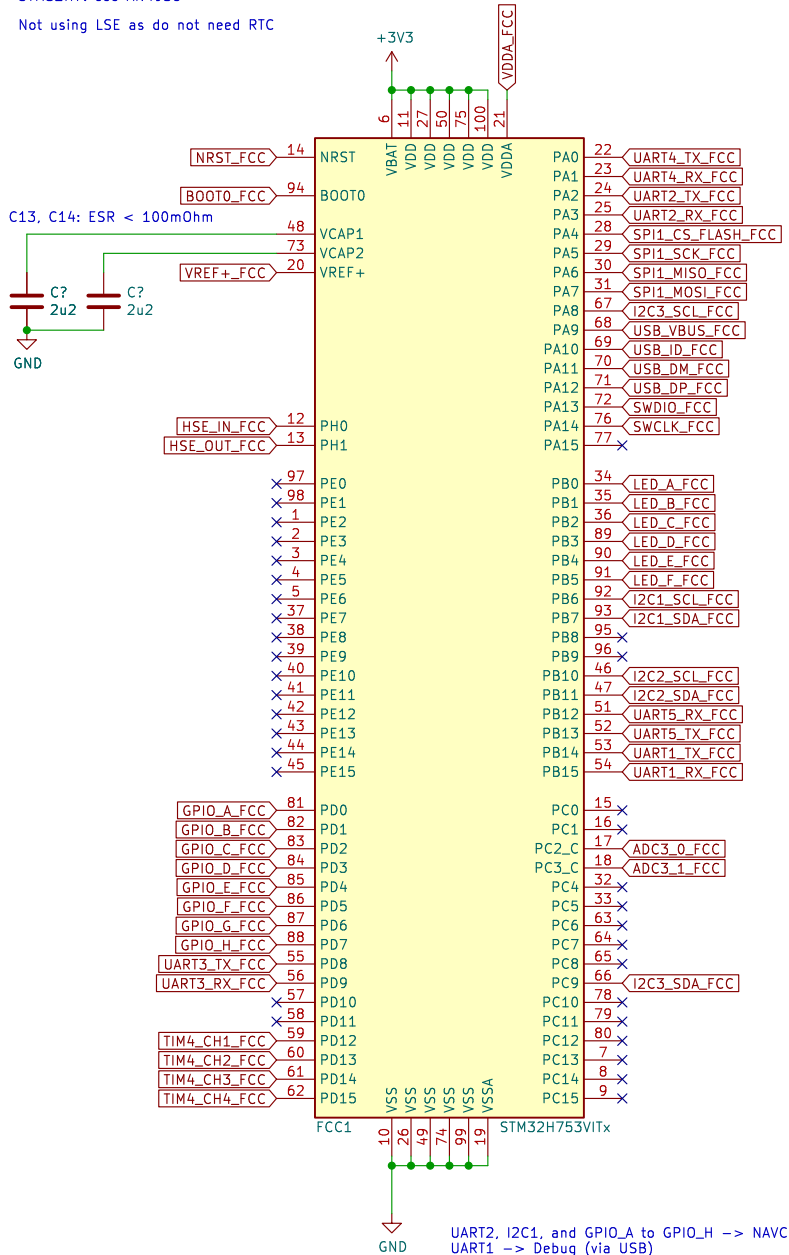 Not using LSE as do not need RTC
+3V3
VDDA_FCC
6 11 27 50 75 100 21
VBAT VDD VDD VDD VDD VDD VDDA
NRST_FCC 14 NRST PA0 22 UART4_TX_FCC
PA1 23 UART4_RX_FCC
BOOT0_FCC 94 BOOT0 PA2 24 UART2_TX_FCC
PA3 25 UART2_RX_FCC
C13, C14: ESR < 100mOhm
48 VCAP1 PA4 28 SPI1_CS_FLASH_FCC
73 VCAP2 PA5 29 SPI1_SCK_FCC
VREF+_FCC 20 VREF+ PA6 30 SPI1_MISO_FCC
C? C? PA7 31 SPI1_MOSI_FCC
2u2 2u2 PA8 67 I2C3_SCL_FCC
PA9 68 USB_VBUS_FCC
PA10 69 USB_ID_FCC
GND PA11 70 USB_DM_FCC
PA12 71 USB_DP_FCC
PA13 72 SWDIO_FCC
HSE_IN_FCC 12 PH0 PA14 76 SWCLK_FCC
HSE_OUT_FCC 13 PH1 PA15 77
97 PE0 PB0 34 LED_A_FCC
98 PE1 PB1 35 LED_B_FCC
1 PE2 PB2 36 LED_C_FCC
2 PE3 PB3 89 LED_D_FCC
3 PE4 PB4 90 LED_E_FCC
4 PE5 PB5 91 LED_F_FCC
5 PE6 PB6 92 I2C1_SCL_FCC
37 PE7 PB7 93 I2C1_SDA_FCC
38 PE8 PB8 95
39 PE9 PB9 96
40 PE10 PB10 46 I2C2_SCL_FCC
41 PE11 PB11 47 I2C2_SDA_FCC
42 PE12 PB12 51 UART5_RX_FCC
43 PE13 PB13 52 UART5_TX_FCC
44 PE14 PB14 53 UART1_TX_FCC
45 PE15 PB15 54 UART1_RX_FCC
GPIO_A_FCC 81 PD0 PC0 15
GPIO_B_FCC 82 PD1 PC1 16
GPIO_C_FCC 83 PD2 PC2_C 17 ADC3_0_FCC
GPIO_D_FCC 84 PD3 PC3_C 18 ADC3_1_FCC
GPIO_E_FCC 85 PD4 PC4 32
GPIO_F_FCC 86 PD5 PC5 33
GPIO_G_FCC 87 PD6 PC6 63
GPIO_H_FCC 88 PD7 PC7 64
UART3_TX_FCC 55 PD8 PC8 65
UART3_RX_FCC 56 PD9 PC9 66 I2C3_SDA_FCC
57 PD10 PC10 78
58 PD11 PC11 79
TIM4_CH1_FCC 59 PD12 PC12 80
TIM4_CH2_FCC 60 PD13 PC13 7
TIM4_CH3_FCC 61 PD14 PC14 8
TIM4_CH4_FCC 62 PD15 PC15 9
VSS VSS VSS VSS VSS VSSA
FCC1 STM32H753VITx
10 26 49 74 99 19
GND
UART2, I2C1, and GPIO_A to GPIO_H -> NAVC
UART1 -> Debug (via USB)